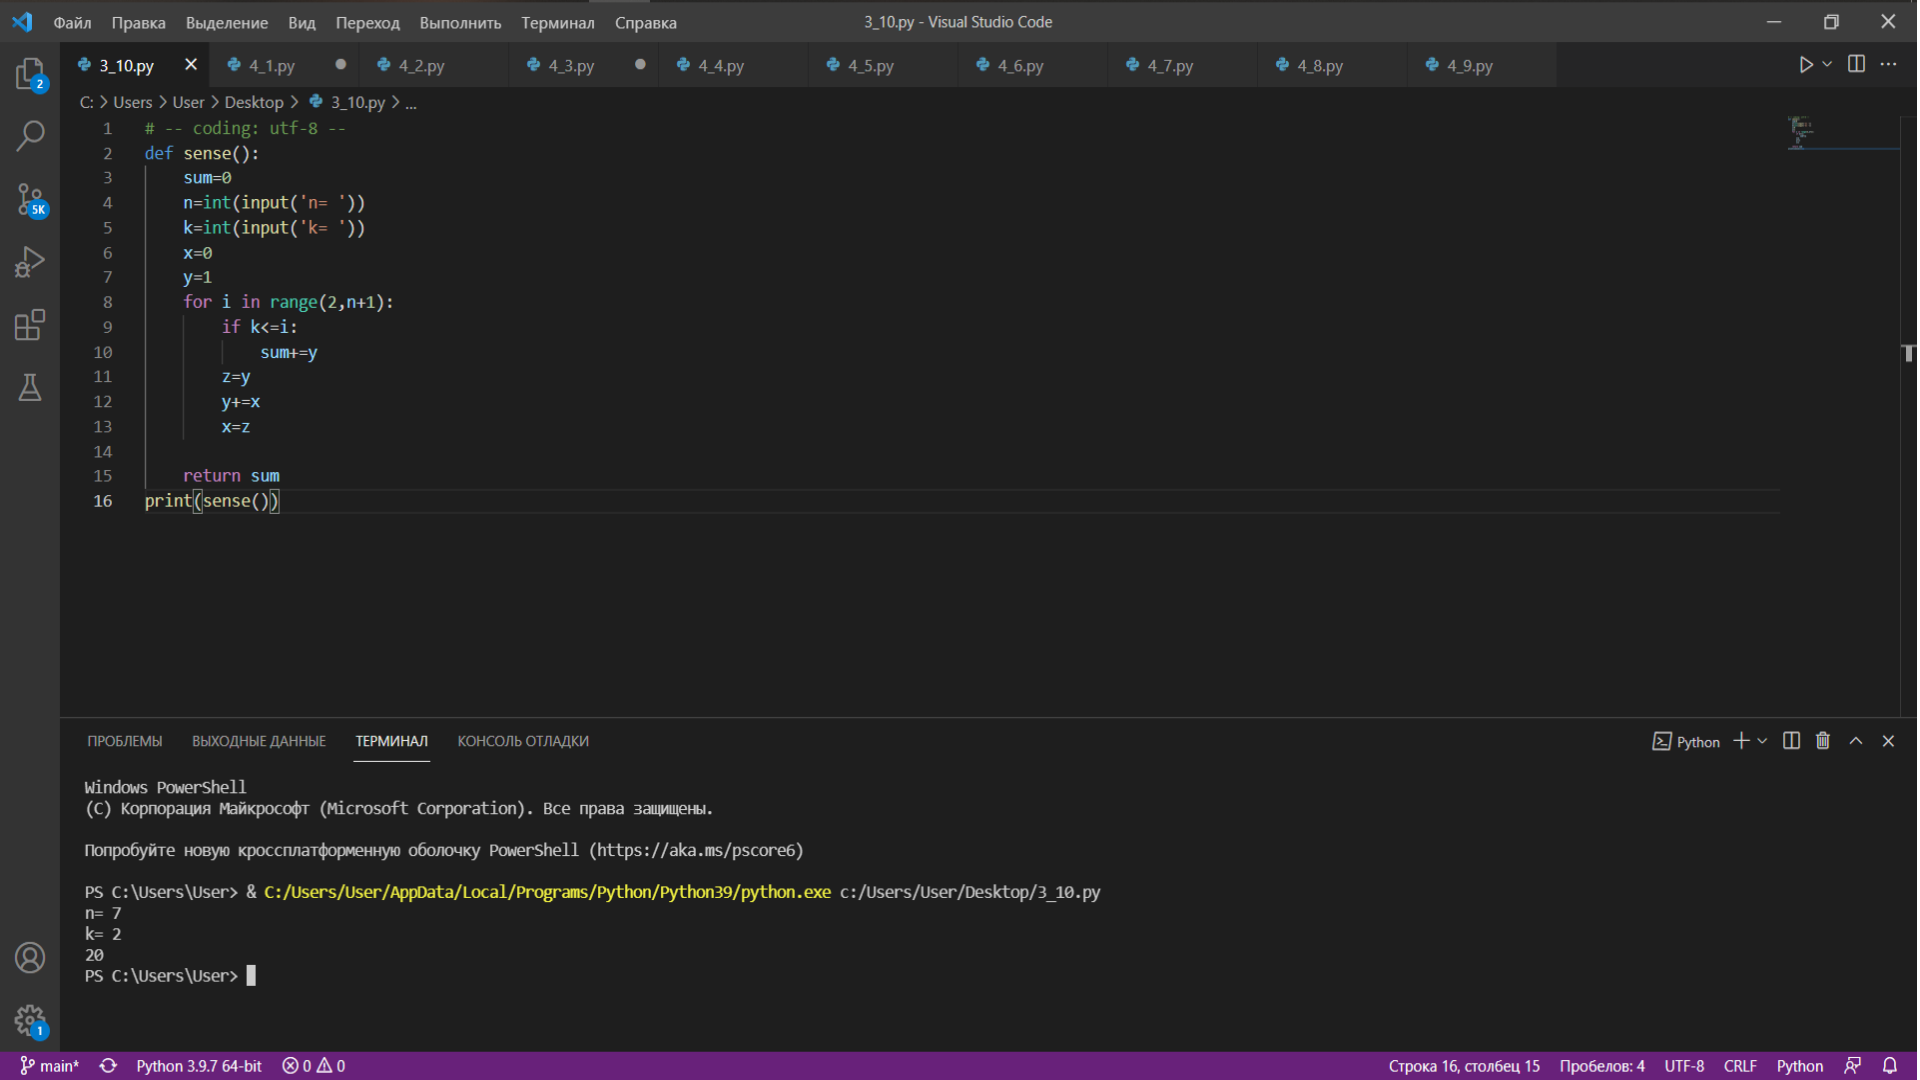 Файл Правка Выделение Вид Переход Выполнить Терминал Справка 3_10.py - Visual Studio Code
3_10.py 4_1.py 4_2.py 4_3.py 4_4.py 4_5.py 4_6.py 4_7.py 4_8.py 4_9.py
2
C: > Users > User > Desktop > 3_10.py > ...
1 # -- coding: utf-8 --
2 def sense():
3 sum=0
4 n=int(input('n= '))
5 k=int(input('k= '))
6 x=0
7 y=1
8 for i in range(2,n+1):
9 if k<=i:
10 sum+=y
11 z=y
12 y+=x
13 x=z
14
15 return sum
16 print(sense())
5K
ПРОБЛЕМЫ ВЫХОДНЫЕ ДАННЫЕ ТЕРМИНАЛ КОНСОЛЬ ОТЛАДКИ Python
Windows PowerShell
(C) Корпорация Майкрософт (Microsoft Corporation). Все права защищены.
Попробуйте новую кроссплатформенную оболочку PowerShell (https://aka.ms/pscore6)
PS C:\Users\User> & C:/Users/User/AppData/Local/Programs/Python/Python39/python.exe c:/Users/User/Desktop/3_10.py
n= 7
k= 2
20
PS C:\Users\User>
1
main* Python 3.9.7 64-bit 0 0 Строка 16, столбец 15 Пробелов: 4 UTF-8 CRLF Python